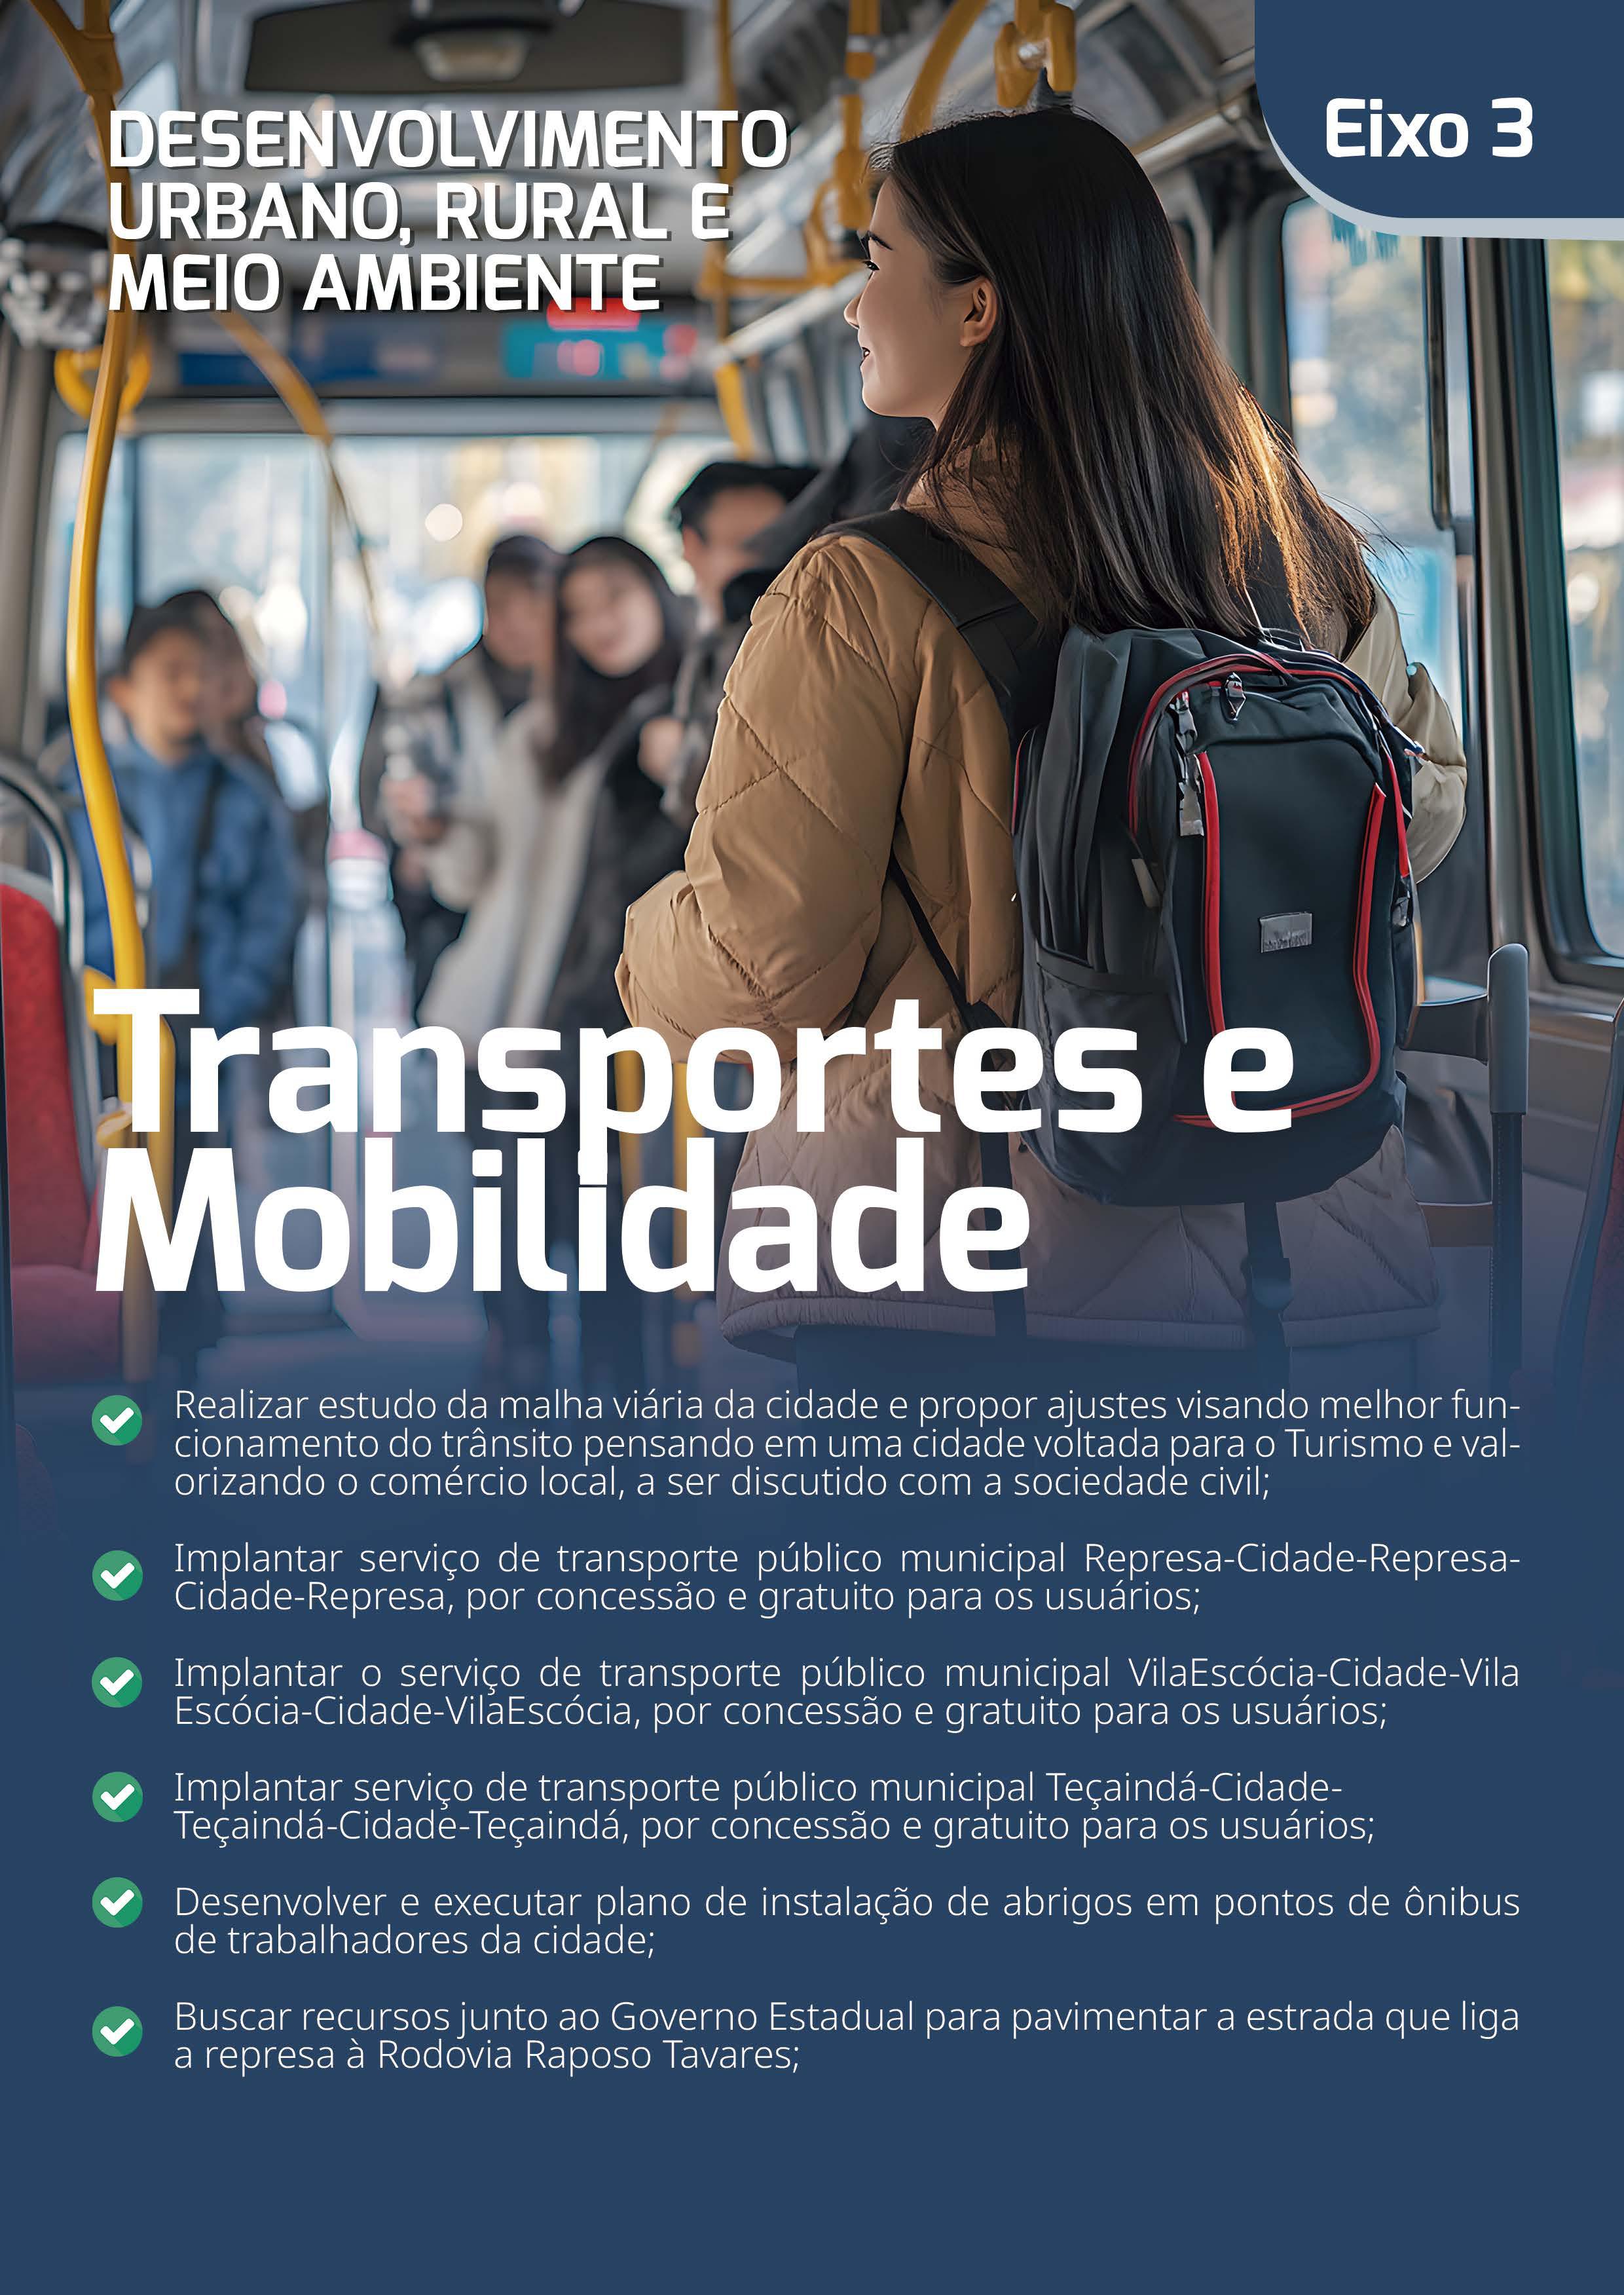 DESENVOLVIMENTO
URBANO, RURAL E
MEIO AMBIENTE
Eixo 3
Transportes e
Mobilidade
Realizar estudo da malha viária da cidade e propor ajustes visando melhor fun-
cionamento do trânsito pensando em uma cidade voltada para o Turismo e val-
orizando o comércio local, a ser discutido com a sociedade civil;
Implantar serviço de transporte público municipal Represa-Cidade-Represa-
Cidade-Represa, por concessão e gratuito para os usuários;
Implantar o serviço de transporte público municipal VilaEscócia-Cidade-Vila
Escócia-Cidade-VilaEscócia, por concessão e gratuito para os usuários;
Implantar serviço de transporte público municipal Teçaindá-Cidade-
Teçaindá-Cidade-Teçaindá, por concessão e gratuito para os usuários;
Desenvolver e executar plano de instalação de abrigos em pontos de ônibus
de trabalhadores da cidade;
Buscar recursos junto ao Governo Estadual para pavimentar a estrada que liga
a represa à Rodovia Raposo Tavares;